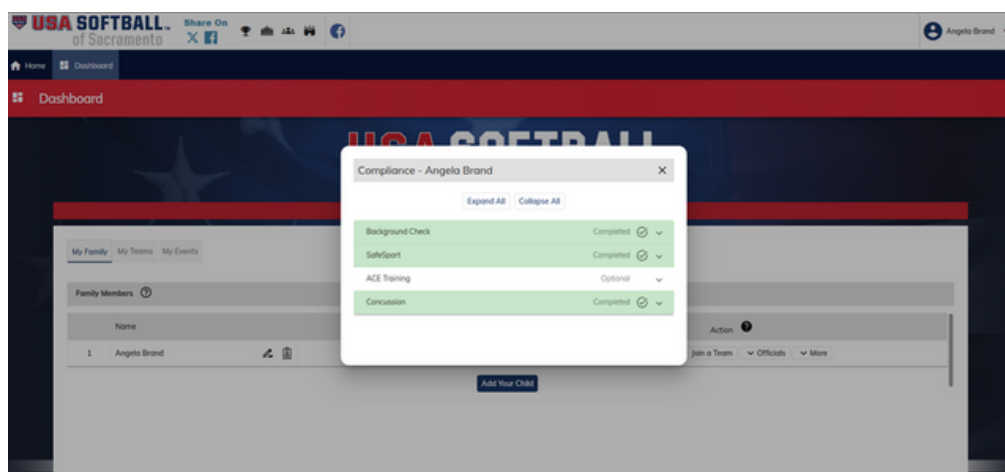 USA SOFTBALL
of Sacramento
Share On
Angela Brand
Home
Dashboard
Dashboard
USA SOFTBALL
Compliance - Angela Brand
Expand All
Collapse All
Background Check Completed
SafeSport Completed
ACE Training Optional
Concussion Completed
My Family My Teams My Events
Family Members
Name
Action
1 Angela Brand
Join a Team Officials More
Add Your Child